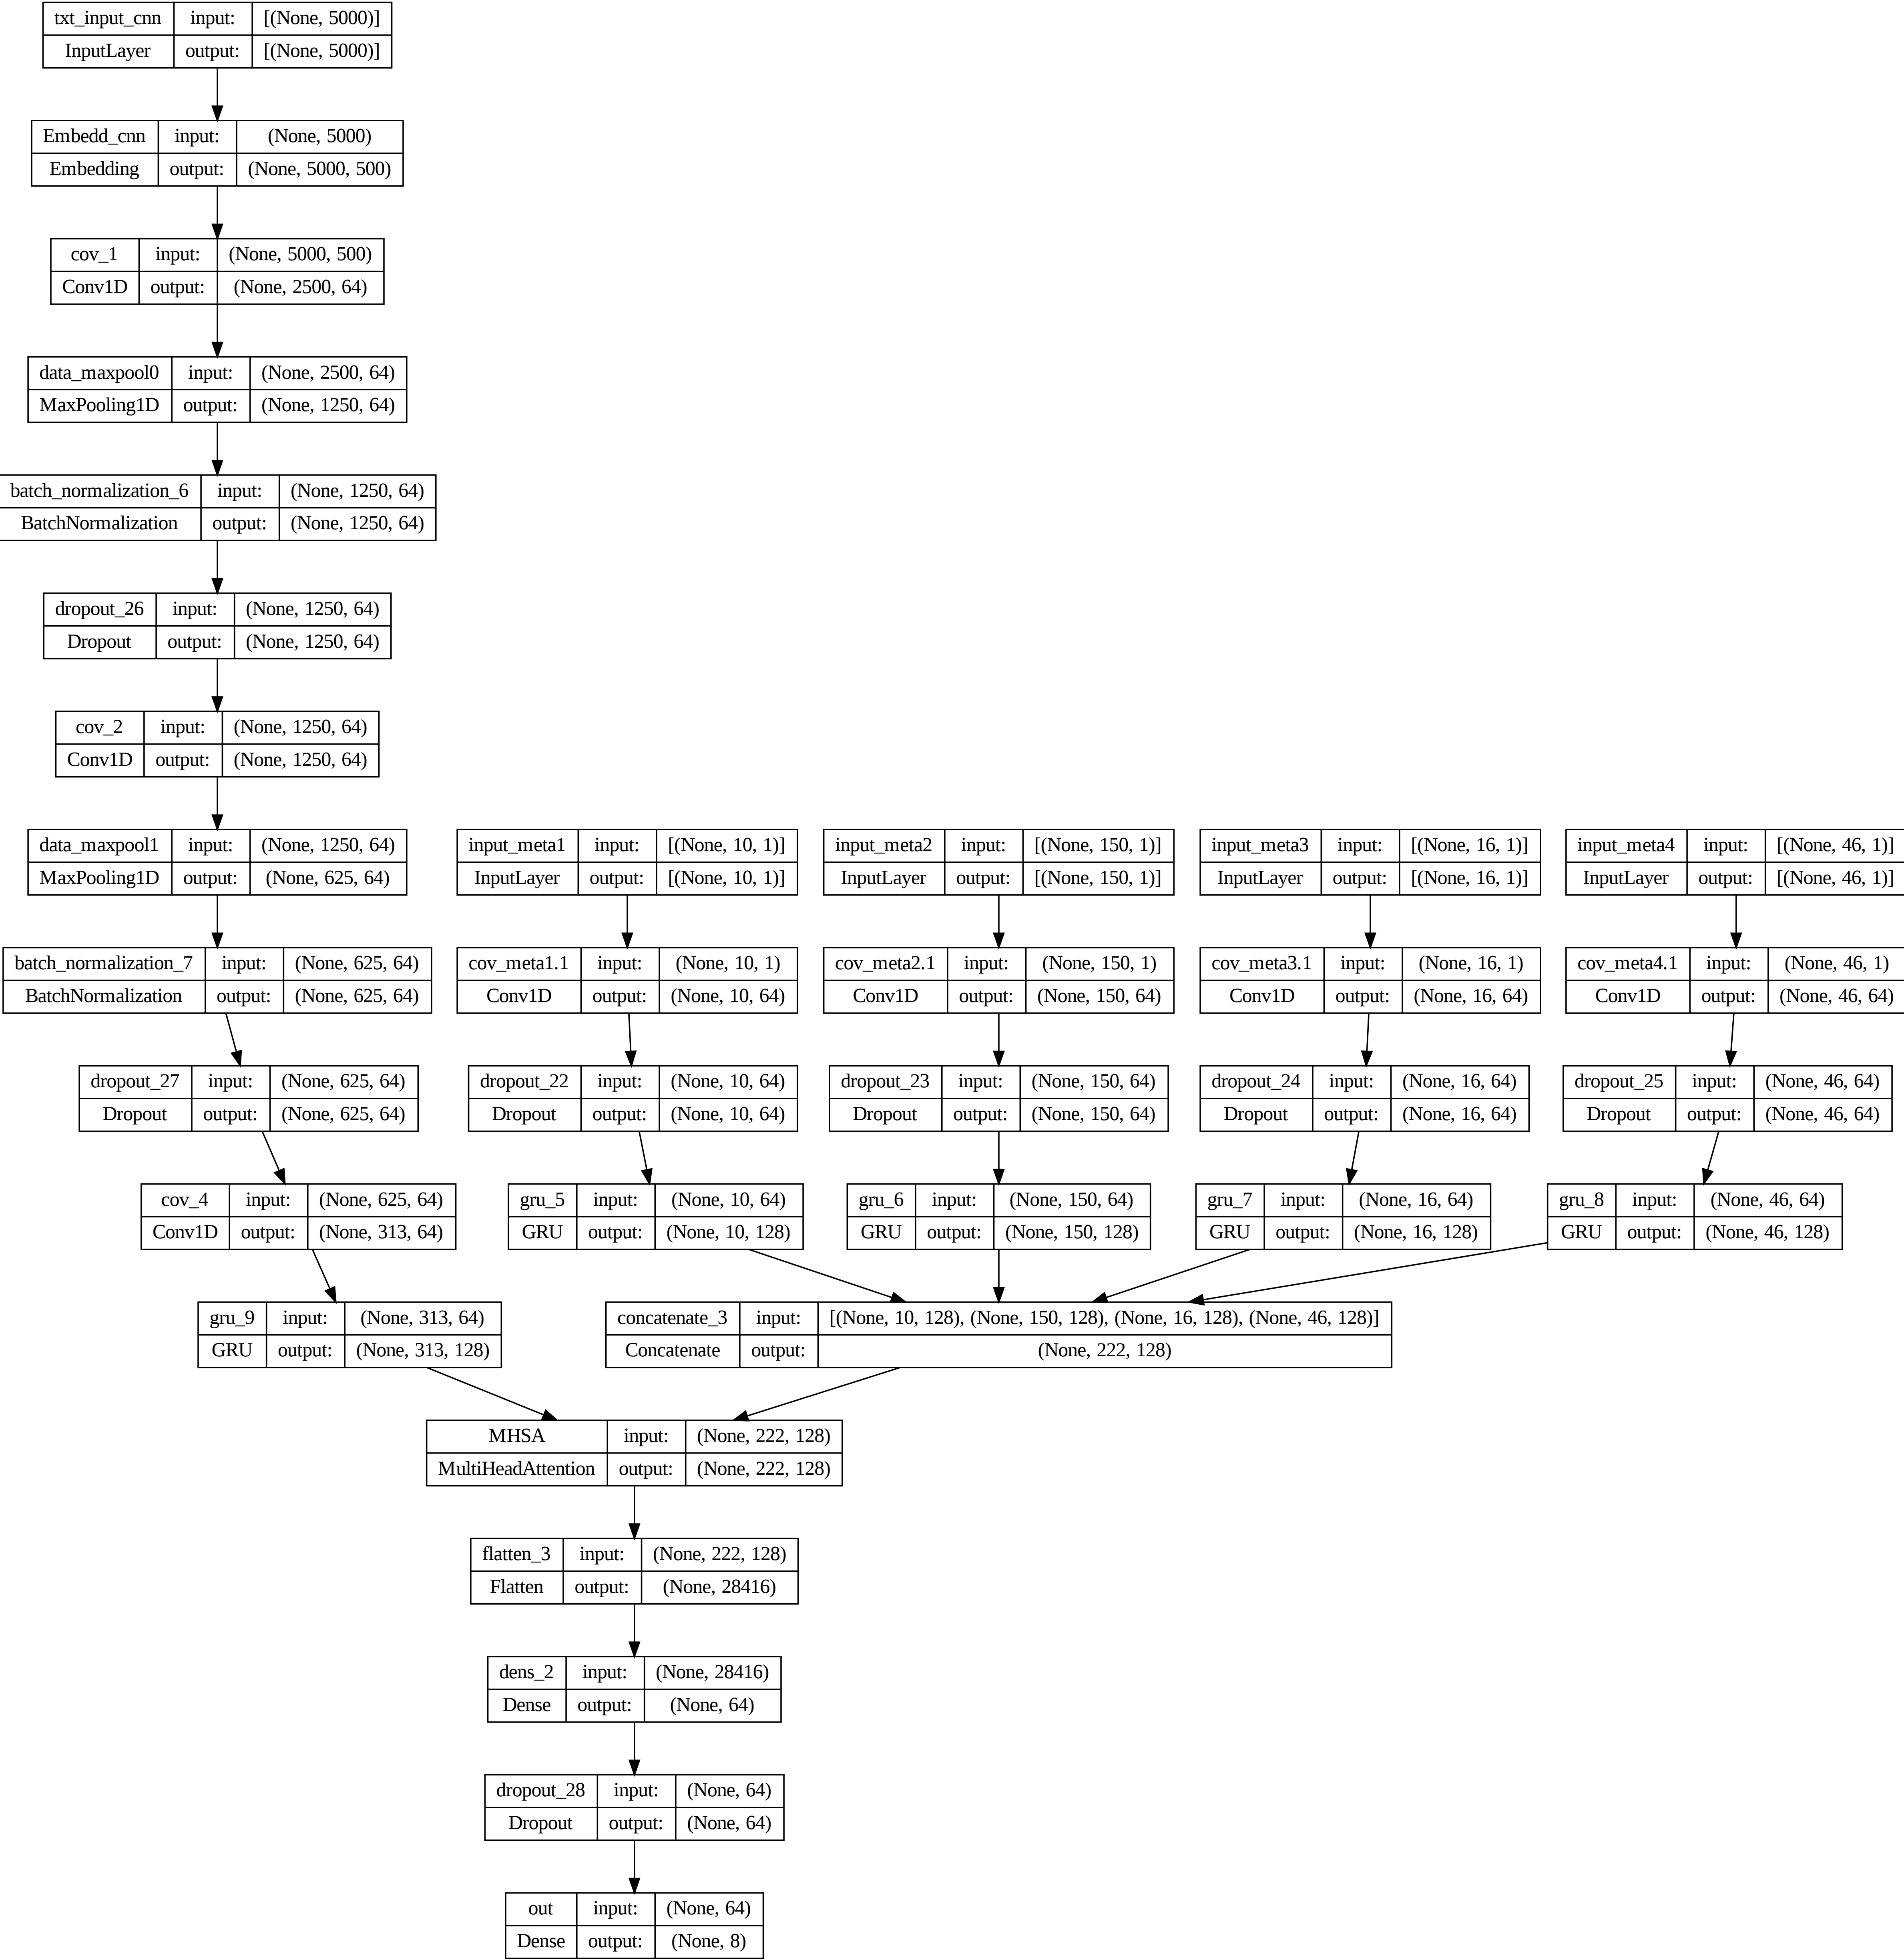 txt_input_cnn input: [(None, 5000)]
InputLayer output: [(None, 5000)]
Embedd_cnn input: (None, 5000)
Embedding output: (None, 5000, 500)
cov_1 input: (None, 5000, 500)
Conv1D output: (None, 2500, 64)
data_maxpool0 input: (None, 2500, 64)
MaxPooling1D output: (None, 1250, 64)
batch_normalization_6 input: (None, 1250, 64)
BatchNormalization output: (None, 1250, 64)
dropout_26 input: (None, 1250, 64)
Dropout output: (None, 1250, 64)
cov_2 input: (None, 1250, 64)
Conv1D output: (None, 1250, 64)
data_maxpool1 input: (None, 1250, 64)
MaxPooling1D output: (None, 625, 64)
input_meta1 input: [(None, 10, 1)]
InputLayer output: [(None, 10, 1)]
input_meta2 input: [(None, 150, 1)]
InputLayer output: [(None, 150, 1)]
input_meta3 input: [(None, 16, 1)]
InputLayer output: [(None, 16, 1)]
input_meta4 input: [(None, 46, 1)]
InputLayer output: [(None, 46, 1)]
batch_normalization_7 input: (None, 625, 64)
BatchNormalization output: (None, 625, 64)
cov_meta1.1 input: (None, 10, 1)
Conv1D output: (None, 10, 64)
cov_meta2.1 input: (None, 150, 1)
Conv1D output: (None, 150, 64)
cov_meta3.1 input: (None, 16, 1)
Conv1D output: (None, 16, 64)
cov_meta4.1 input: (None, 46, 1)
Conv1D output: (None, 46, 64)
dropout_27 input: (None, 625, 64)
Dropout output: (None, 625, 64)
dropout_22 input: (None, 10, 64)
Dropout output: (None, 10, 64)
dropout_23 input: (None, 150, 64)
Dropout output: (None, 150, 64)
dropout_24 input: (None, 16, 64)
Dropout output: (None, 16, 64)
dropout_25 input: (None, 46, 64)
Dropout output: (None, 46, 64)
cov_4 input: (None, 625, 64)
Conv1D output: (None, 313, 64)
gru_5 input: (None, 10, 64)
GRU output: (None, 10, 128)
gru_6 input: (None, 150, 64)
GRU output: (None, 150, 128)
gru_7 input: (None, 16, 64)
GRU output: (None, 16, 128)
gru_8 input: (None, 46, 64)
GRU output: (None, 46, 128)
gru_9 input: (None, 313, 64)
GRU output: (None, 313, 128)
concatenate_3 input: [(None, 10, 128), (None, 150, 128), (None, 16, 128), (None, 46, 128)]
Concatenate output: (None, 222, 128)
MHSA input: (None, 222, 128)
MultiHeadAttention output: (None, 222, 128)
flatten_3 input: (None, 222, 128)
Flatten output: (None, 28416)
dens_2 input: (None, 28416)
Dense output: (None, 64)
dropout_28 input: (None, 64)
Dropout output: (None, 64)
out input: (None, 64)
Dense output: (None, 8)